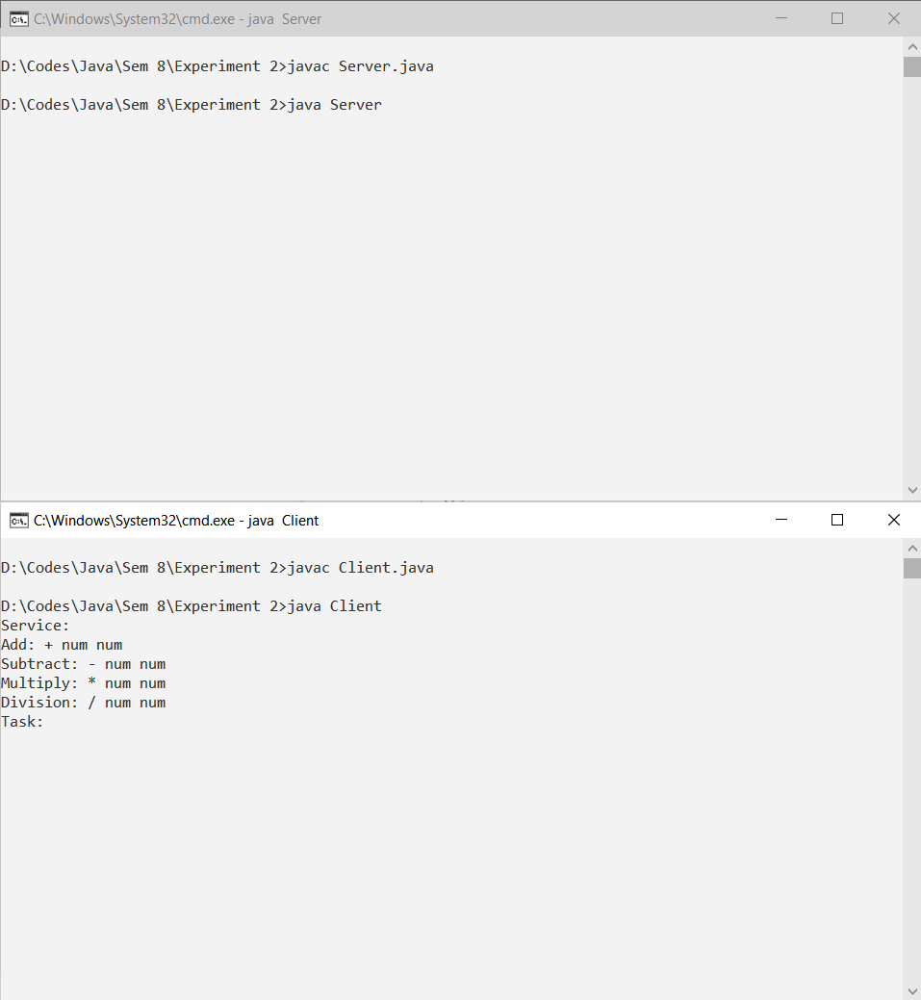 C:\Windows\System32\cmd.exe - java  Server
D:\Codes\Java\Sem 8\Experiment 2>javac Server.java
D:\Codes\Java\Sem 8\Experiment 2>java Server
C:\Windows\System32\cmd.exe - java  Client
D:\Codes\Java\Sem 8\Experiment 2>javac Client.java
D:\Codes\Java\Sem 8\Experiment 2>java Client
Service:
Add: + num num
Subtract: - num num
Multiply: * num num
Division: / num num
Task: